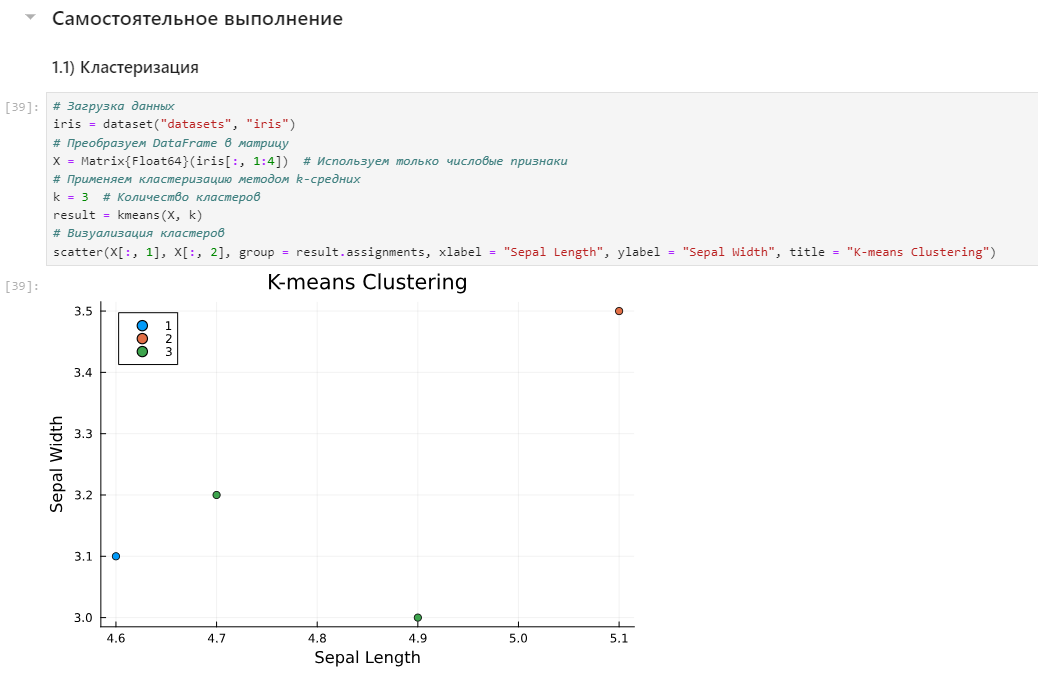 Самостоятельное выполнение
1.1) Кластеризация
[39]:
# Загрузка данных
iris = dataset("datasets", "iris")
# Преобразуем DataFrame в матрицу
X = Matrix{Float64}(iris[:, 1:4])  # Используем только числовые признаки
# Применяем кластеризацию методом k-средних
k = 3  # Количество кластеров
result = kmeans(X, k)
# Визуализация кластеров
scatter(X[:, 1], X[:, 2], group = result.assignments, xlabel = "Sepal Length", ylabel = "Sepal Width", title = "K-means Clustering")
[39]:
K-means Clustering
1
2
3
Sepal Width
3.5
3.4
3.3
3.2
3.1
3.0
4.6 4.7 4.8 4.9 5.0 5.1
Sepal Length